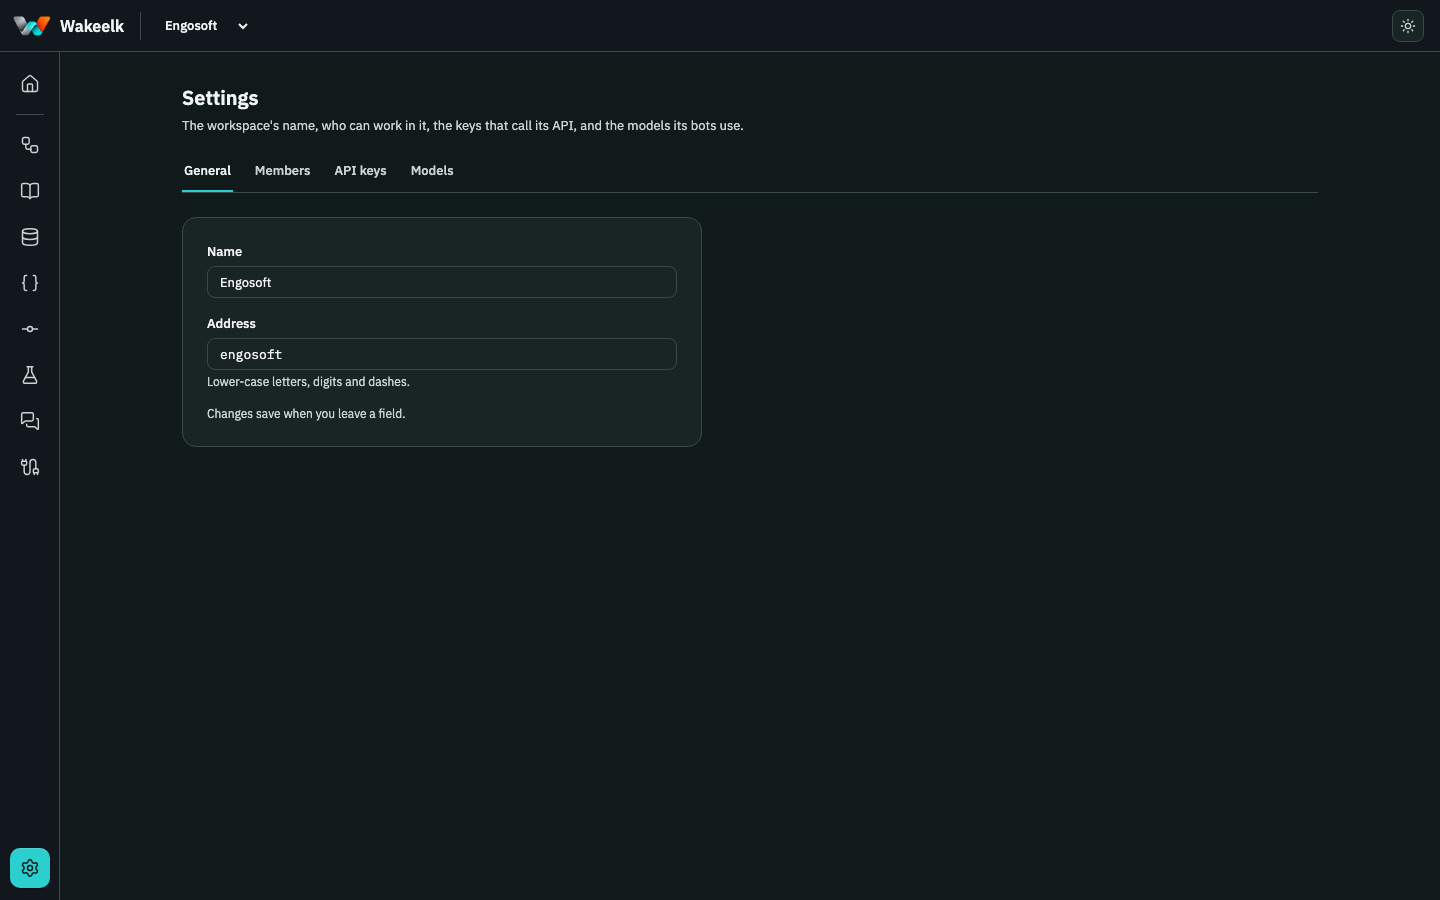 Wakeelk
Engosoft
Settings
The workspace's name, who can work in it, the keys that call its API, and the models its bots use.
General Members API keys Models
Name
Engosoft
Address
engosoft
Lower-case letters, digits and dashes.
Changes save when you leave a field.